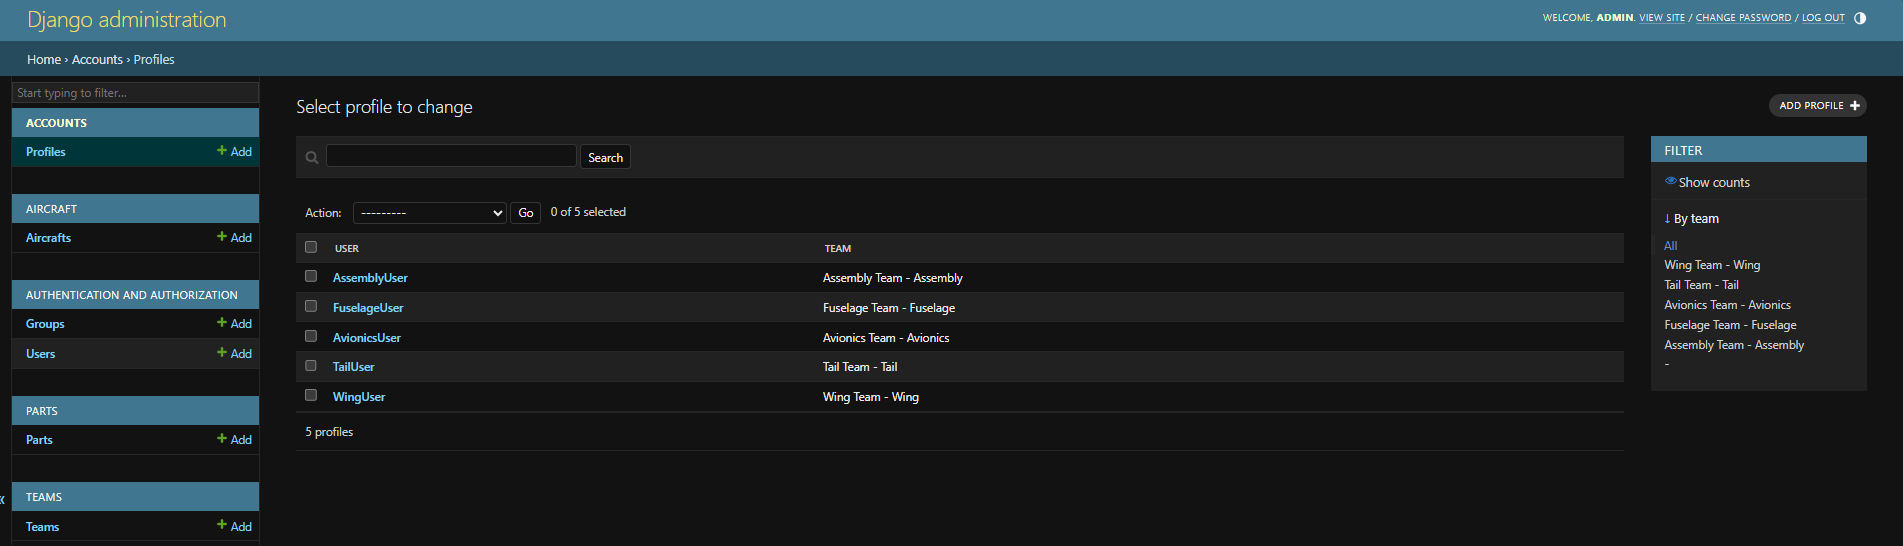 Django administration
WELCOME, ADMIN. VIEW SITE / CHANGE PASSWORD / LOG OUT
Home › Accounts › Profiles
Start typing to filter...
ACCOUNTS
Profiles + Add
AIRCRAFT
Aircrafts + Add
AUTHENTICATION AND AUTHORIZATION
Groups + Add
Users + Add
PARTS
Parts + Add
TEAMS
Teams + Add
«
Select profile to change
ADD PROFILE +
Search
Action: --------- Go 0 of 5 selected
USER TEAM
AssemblyUser Assembly Team - Assembly
FuselageUser Fuselage Team - Fuselage
AvionicsUser Avionics Team - Avionics
TailUser Tail Team - Tail
WingUser Wing Team - Wing
5 profiles
FILTER
Show counts
↓ By team
All
Wing Team - Wing
Tail Team - Tail
Avionics Team - Avionics
Fuselage Team - Fuselage
Assembly Team - Assembly
-